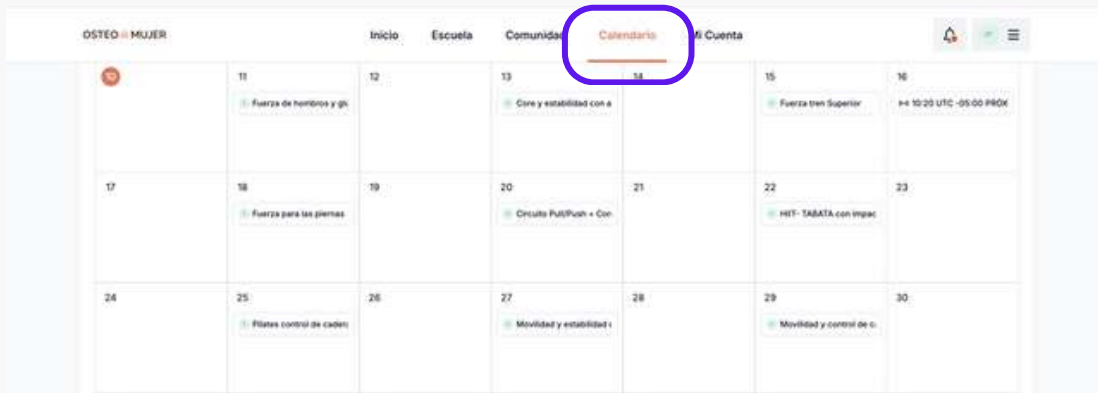 OSTEO MUJER Inicio Escuela Comunidad Calendario Mi Cuenta
10 11 12 13 14 15 16
Fuerza de hombros y glu Core y estabilidad con a Fuerza tren Superior 10:20 UTC -05:00 PRÓX
17 18 19 20 21 22 23
Fuerza para las piernas Circuito Pull/Push + Cor HIIT- TABATA con impac
24 25 26 27 28 29 30
Pilates control de cadera Movilidad y estabilidad c Movilidad y control de c